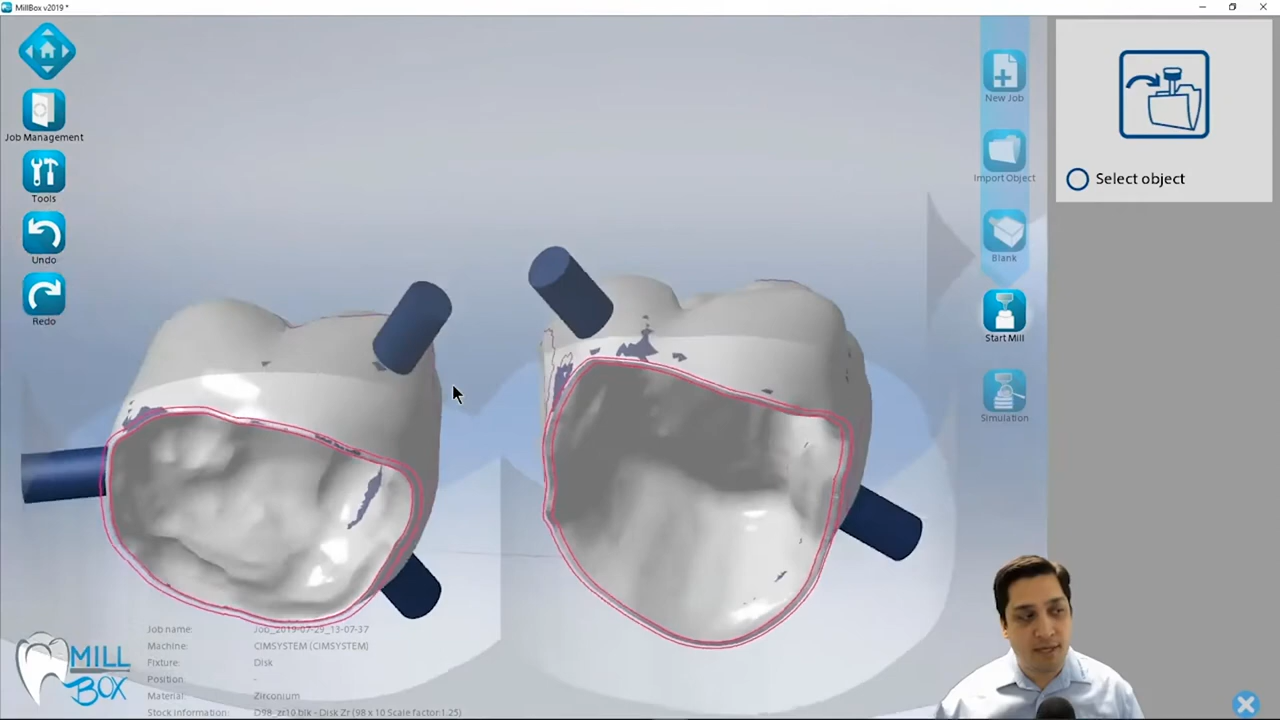 MillBox v2019 *
Job Management
Tools
Undo
Redo
New Job
Import Object
Blank
Start Mill
Simulation
Select object
MILL
BOX
Job name: Job_2019-07-29_13-07-37
Machine: CIMSYSTEM (CIMSYSTEM)
Fixture: Disk
Position: -
Material: Zirconium
Stock information: D98_zr10.blk - Disk Zr (98 x 10 Scale factor:1.25)